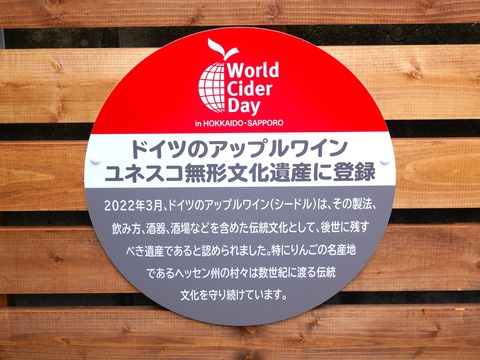 World
Cider
Day
in HOKKAIDO・SAPPORO
ドイツのアップルワイン
ユネスコ無形文化遺産に登録
2022年3月、ドイツのアップルワイン(シードル)は、その製法、
飲み方、酒器、酒場などを含めた伝統文化として、後世に残す
べき遺産であると認められました。特にりんごの名産地
であるヘッセン州の村々は数世紀に渡る伝統
文化を守り続けています。